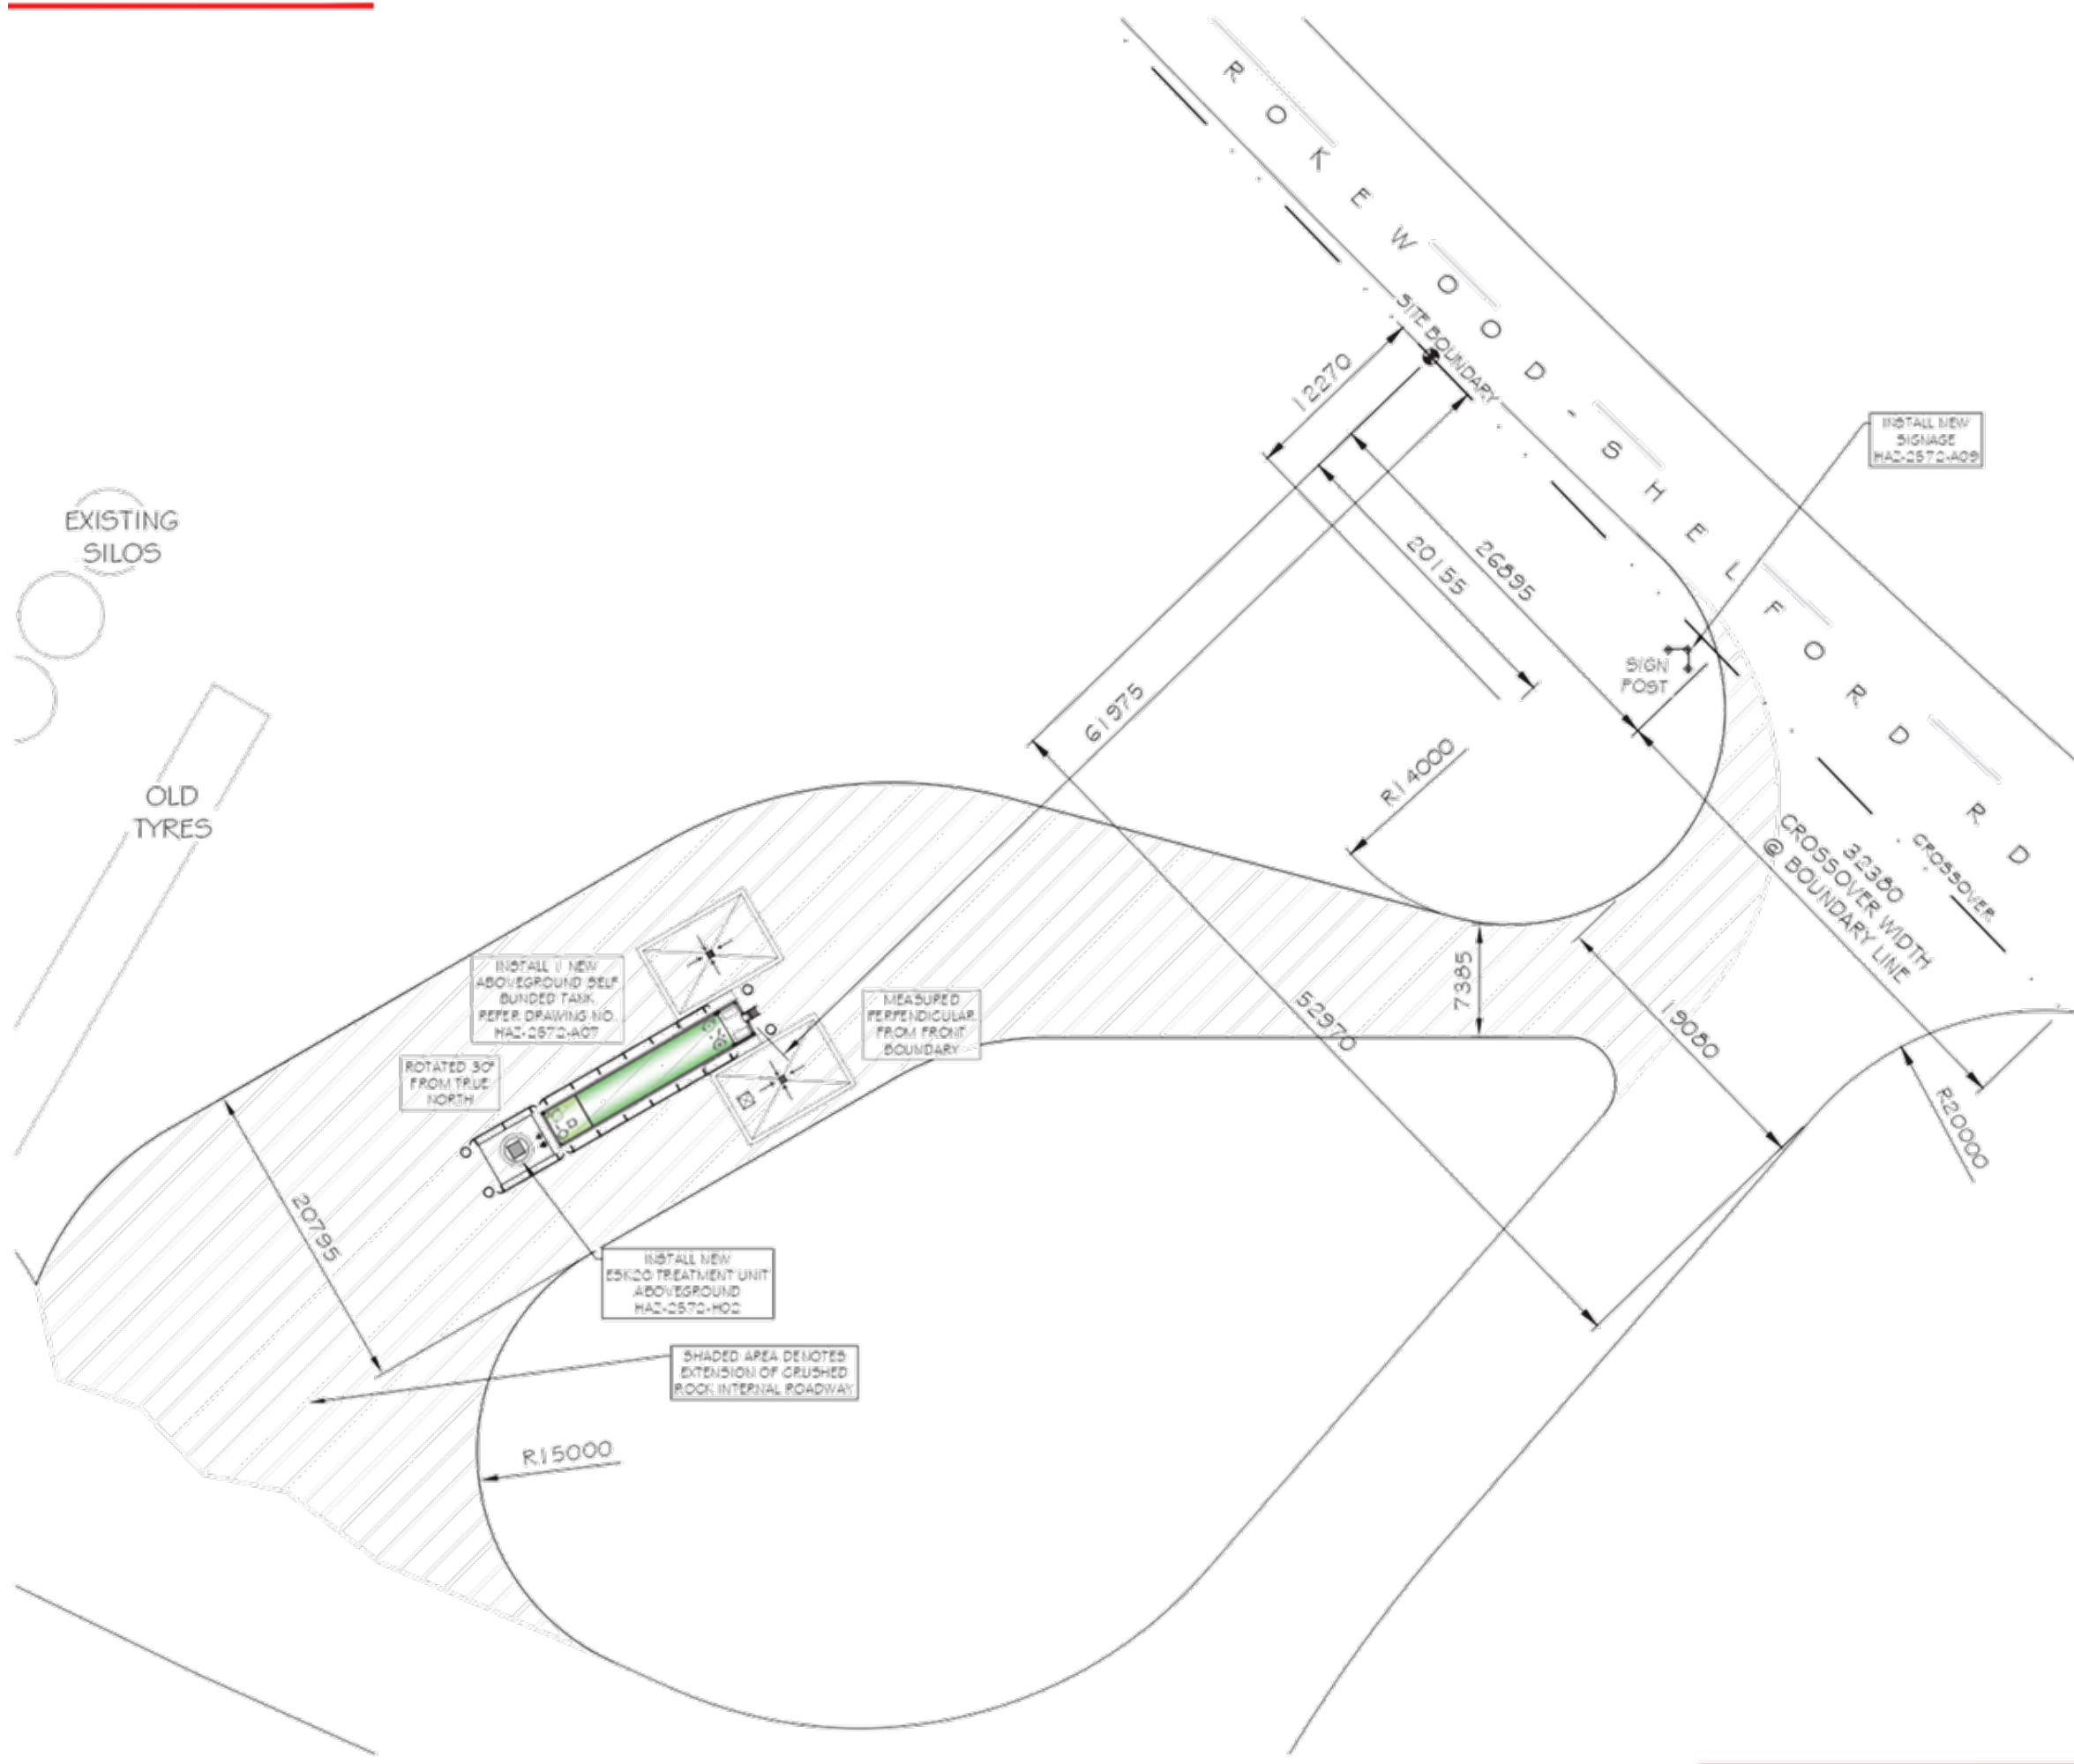 ROKEWOOD-SHELFORD RD
SITE BOUNDARY
12270
INSTALL NEW
SIGNAGE
HAZ-2572-A09
EXISTING
SILOS
20155
26895
SIGN
POST
61975
R14000
OLD
TYRES
CROSSOVER
32380
CROSSOVER WIDTH
@ BOUNDARY LINE
INSTALL 1 NEW
ABOVEGROUND SELF
BUNDED TANK
REFER DRAWING NO.
HAZ-2572-A07
MEASURED
PERPENDICULAR
FROM FRONT
BOUNDARY
7385
52970
19080
ROTATED 30°
FROM TRUE
NORTH
R20000
20795
INSTALL NEW
ESK20 TREATMENT UNIT
ABOVEGROUND
HAZ-2572-H02
SHADED AREA DENOTES
EXTENSION OF CRUSHED
ROCK INTERNAL ROADWAY
R15000